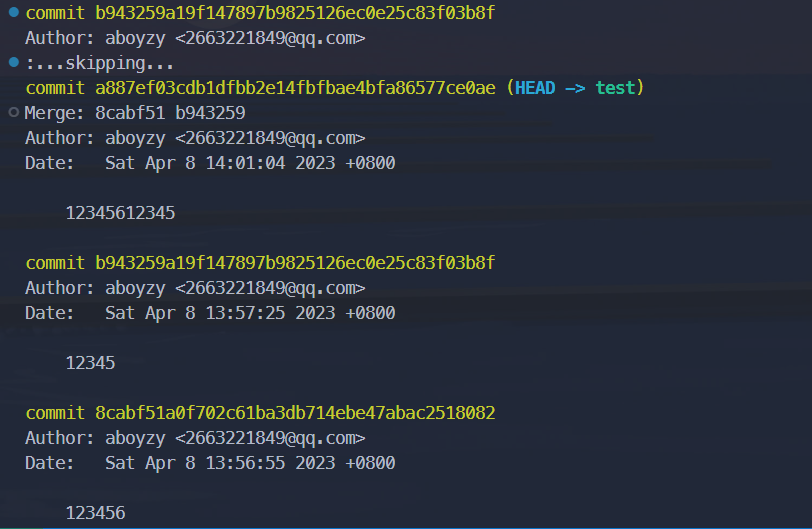 commit b943259a19f147897b9825126ec0e25c83f03b8f
Author: aboyzy <2663221849@qq.com>
:...skipping...
commit a887ef03cdb1dfbb2e14fbfbae4bfa86577ce0ae (HEAD -> test)
Merge: 8cabf51 b943259
Author: aboyzy <2663221849@qq.com>
Date:   Sat Apr 8 14:01:04 2023 +0800
12345612345
commit b943259a19f147897b9825126ec0e25c83f03b8f
Author: aboyzy <2663221849@qq.com>
Date:   Sat Apr 8 13:57:25 2023 +0800
12345
commit 8cabf51a0f702c61ba3db714ebe47abac2518082
Author: aboyzy <2663221849@qq.com>
Date:   Sat Apr 8 13:56:55 2023 +0800
123456